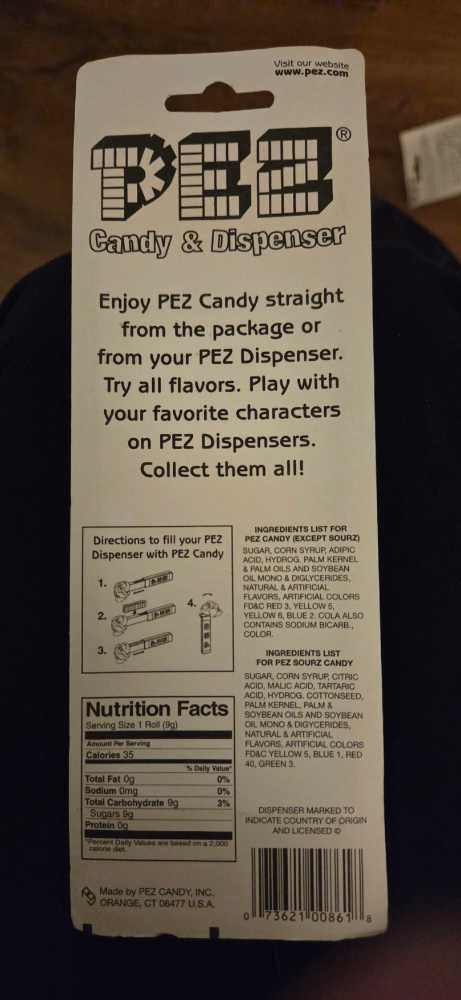 Visit our website
www.pez.com
PEZ®
Candy & Dispenser
Enjoy PEZ Candy straight
from the package or
from your PEZ Dispenser.
Try all flavors. Play with
your favorite characters
on PEZ Dispensers.
Collect them all!
Directions to fill your PEZ
Dispenser with PEZ Candy
1.
2.
3.
4.
Nutrition Facts
Serving Size 1 Roll (9g)
Amount Per Serving
Calories 35
% Daily Value*
Total Fat 0g 0%
Sodium 0mg 0%
Total Carbohydrate 9g 3%
Sugars 9g
Protein 0g
*Percent Daily Values are based on a 2,000
calorie diet.
Made by PEZ CANDY, INC.
ORANGE, CT 06477 U.S.A.
INGREDIENTS LIST FOR
PEZ CANDY (EXCEPT SOURZ)
SUGAR, CORN SYRUP, ADIPIC
ACID, HYDROG. PALM KERNEL
& PALM OILS AND SOYBEAN
OIL MONO & DIGLYCERIDES,
NATURAL & ARTIFICIAL
FLAVORS, ARTIFICIAL COLORS
FD&C RED 3, YELLOW 5,
YELLOW 6, BLUE 2. COLA ALSO
CONTAINS SODIUM BICARB.,
COLOR.
INGREDIENTS LIST
FOR PEZ SOURZ CANDY
SUGAR, CORN SYRUP, CITRIC
ACID, MALIC ACID, TARTARIC
ACID, HYDROG. COTTONSEED,
PALM KERNEL, PALM &
SOYBEAN OILS AND SOYBEAN
OIL MONO & DIGYCERIDES,
NATURAL & ARTIFICIAL
FLAVORS, ARTIFICIAL COLORS
FD&C YELLOW 5, BLUE 1, RED
40, GREEN 3.
DISPENSER MARKED TO
INDICATE COUNTRY OF ORIGIN
AND LICENSED ©
0 73621 00861 8